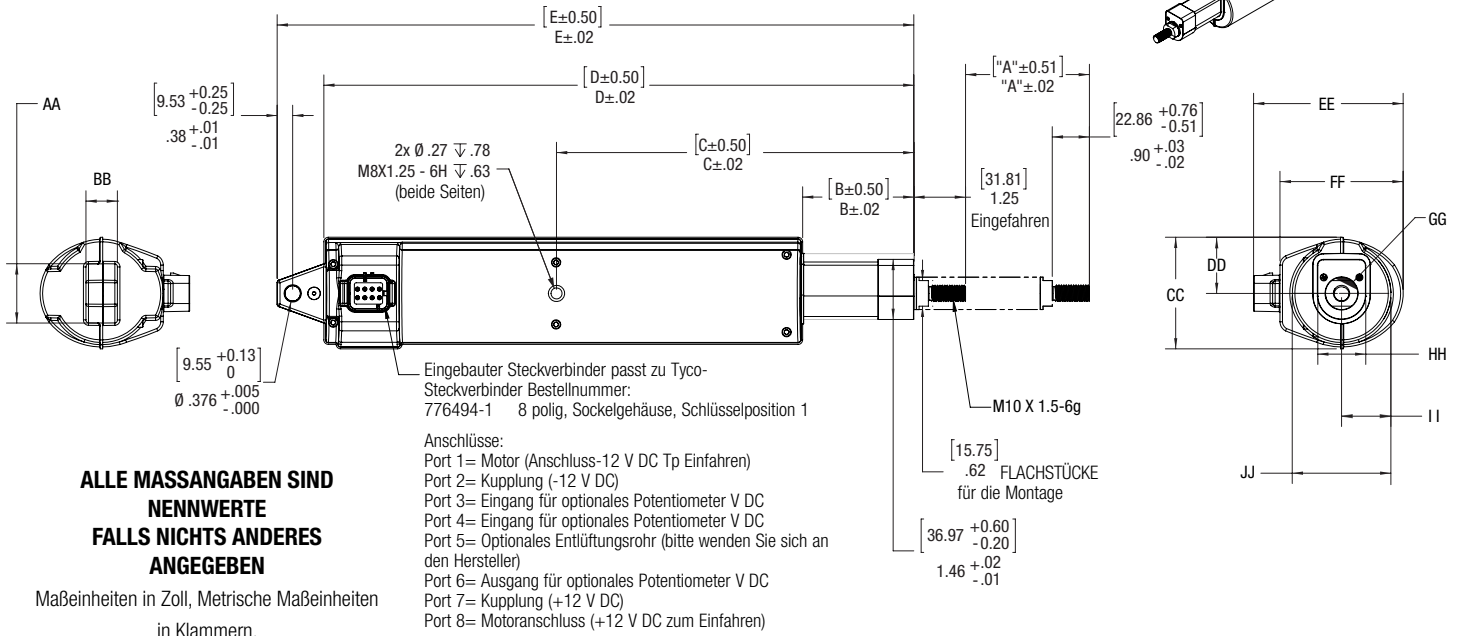 [E±0.50]
E±.02
[D±0.50]
D±.02
["A"±0.51]
"A"±.02
AA
[9.53 +0.25 -0.25]
.38 +.01 -.01
EE
[22.86 +0.76 -0.51]
.90 +.03 -.02
2x Ø .27 ↧ .78
M8X1.25 - 6H ↧ .63
(beide Seiten)
[C±0.50]
C±.02
BB
[B±0.50]
B±.02
[31.81]
1.25
Eingefahren
FF
GG
DD
CC
HH
II
JJ
[9.55 +0.13 0]
Ø .376 +.005 -.000
Eingebauter Steckverbinder passt zu Tyco-
Steckverbinder Bestellnummer:
776494-1 8 polig, Sockelgehäuse, Schlüsselposition 1
M10 X 1.5-6g
[15.75]
.62 FLACHSTÜCKE
für die Montage
[36.97 +0.60 -0.20]
1.46 +.02 -.01
Anschlüsse:
Port 1= Motor (Anschluss-12 V DC Tp Einfahren)
Port 2= Kupplung (-12 V DC)
Port 3= Eingang für optionales Potentiometer V DC
Port 4= Eingang für optionales Potentiometer V DC
Port 5= Optionales Entlüftungsrohr (bitte wenden Sie sich an
den Hersteller)
Port 6= Ausgang für optionales Potentiometer V DC
Port 7= Kupplung (+12 V DC)
Port 8= Motoranschluss (+12 V DC zum Einfahren)
ALLE MASSANGABEN SIND
NENNWERTE
FALLS NICHTS ANDERES
ANGEGEBEN
Maßeinheiten in Zoll, Metrische Maßeinheiten
in Klammern.